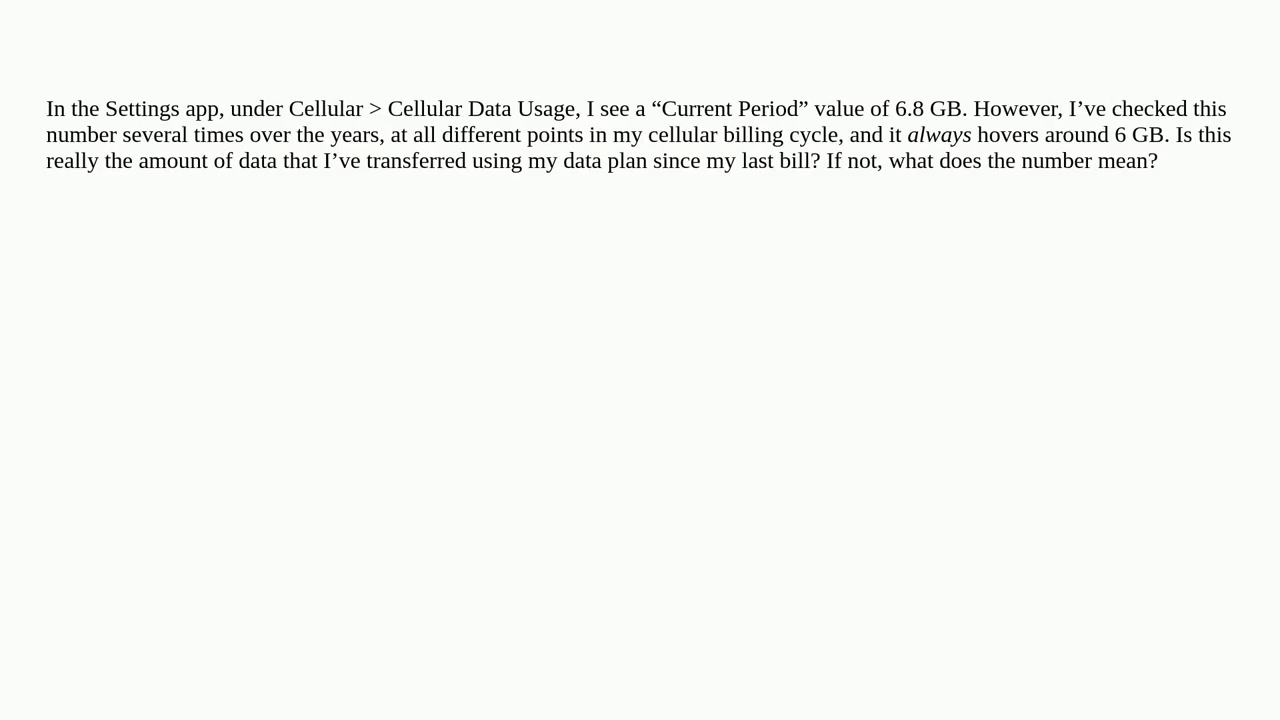 In the Settings app, under Cellular > Cellular Data Usage, I see a “Current Period” value of 6.8 GB. However, I’ve checked this
number several times over the years, at all different points in my cellular billing cycle, and it always hovers around 6 GB. Is this
really the amount of data that I’ve transferred using my data plan since my last bill? If not, what does the number mean?